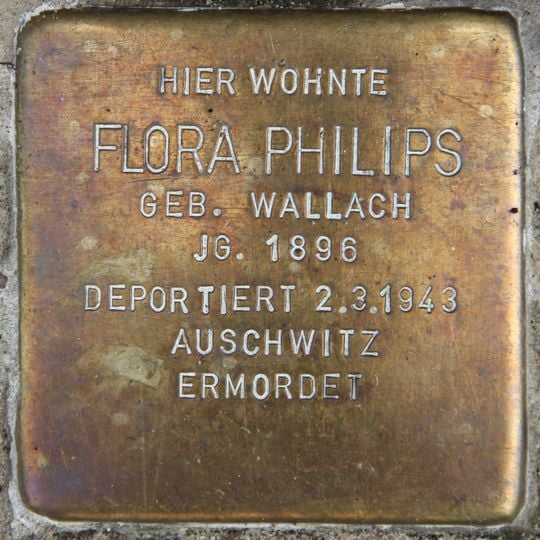 HIER WOHNTE
FLORA PHILIPS
GEB. WALLACH
JG. 1896
DEPORTIERT 2.3.1943
AUSCHWITZ
ERMORDET